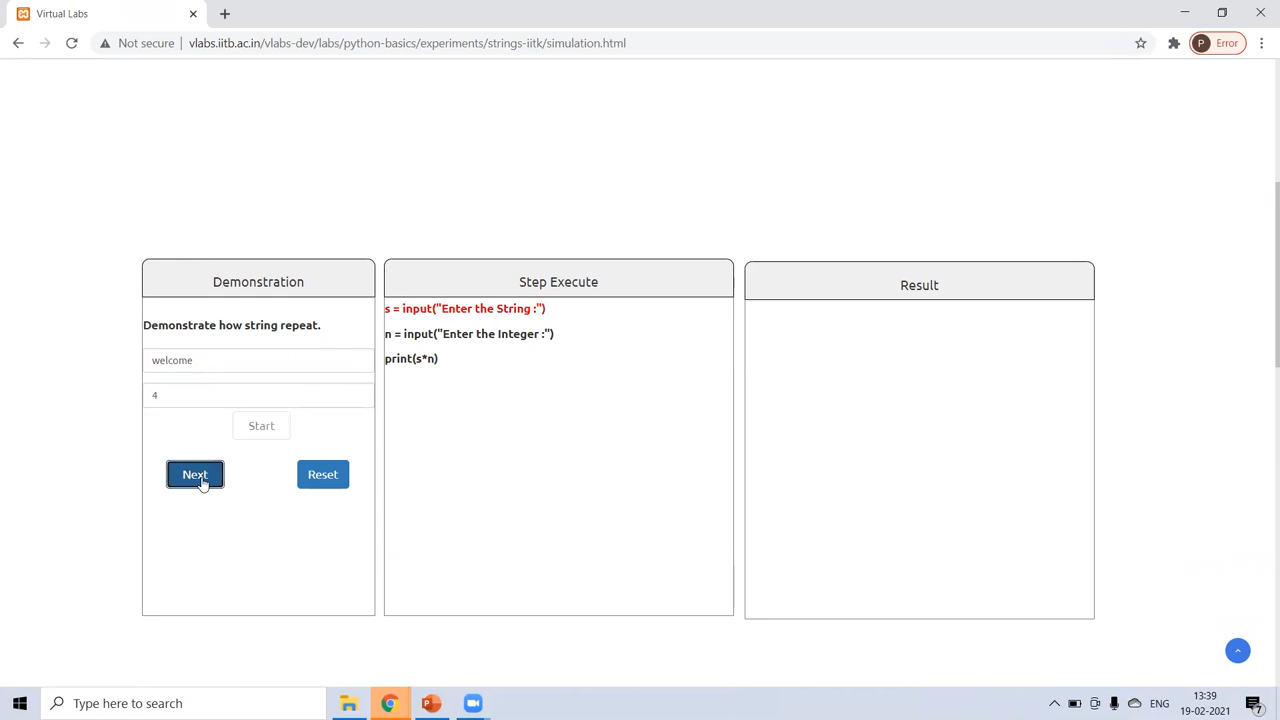 Virtual Labs
Not secure
vlabs.iitb.ac.in/vlabs-dev/labs/python-basics/experiments/strings-iitk/simulation.html
P
Error
Demonstration
Demonstrate how string repeat.
welcome
4
Start
Next
Reset
Step Execute
s = input("Enter the String :")
n = input("Enter the Integer :")
print(s*n)
Result
Type here to search
ENG
13:39
19-02-2021
7